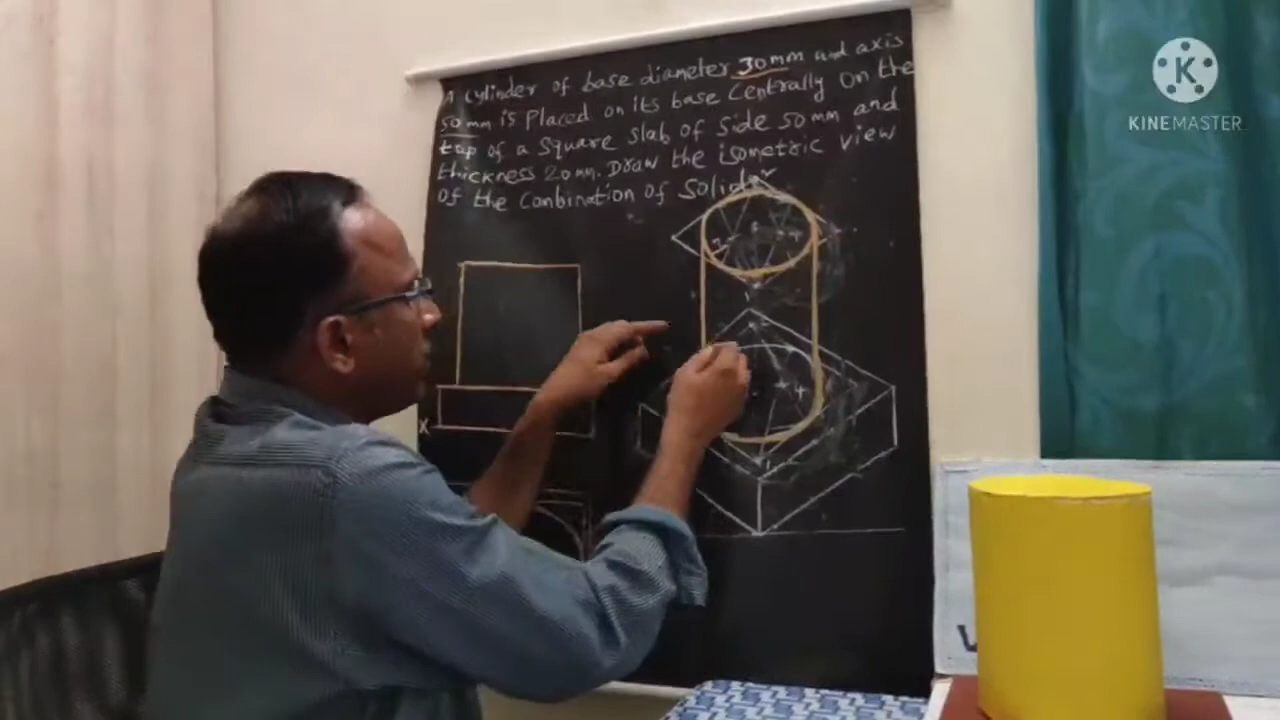 A cylinder of base diameter 30mm and axis
50mm is placed on its base centrally on the
top of a square slab of side 50mm and
thickness 20mm. Draw the isometric view
of the combination of solids.
X
KINEMASTER